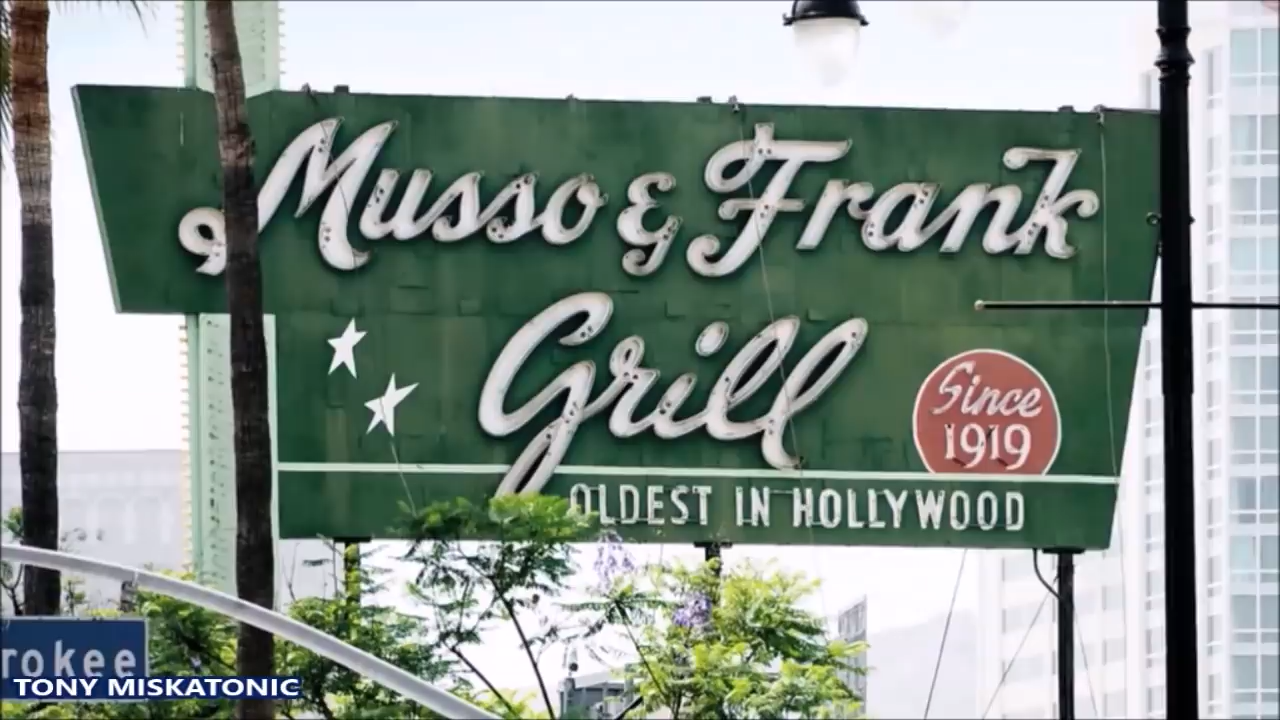 Musso & Frank
Grill
Since
1919
OLDEST IN HOLLYWOOD
rokee
TONY MISKATONIC